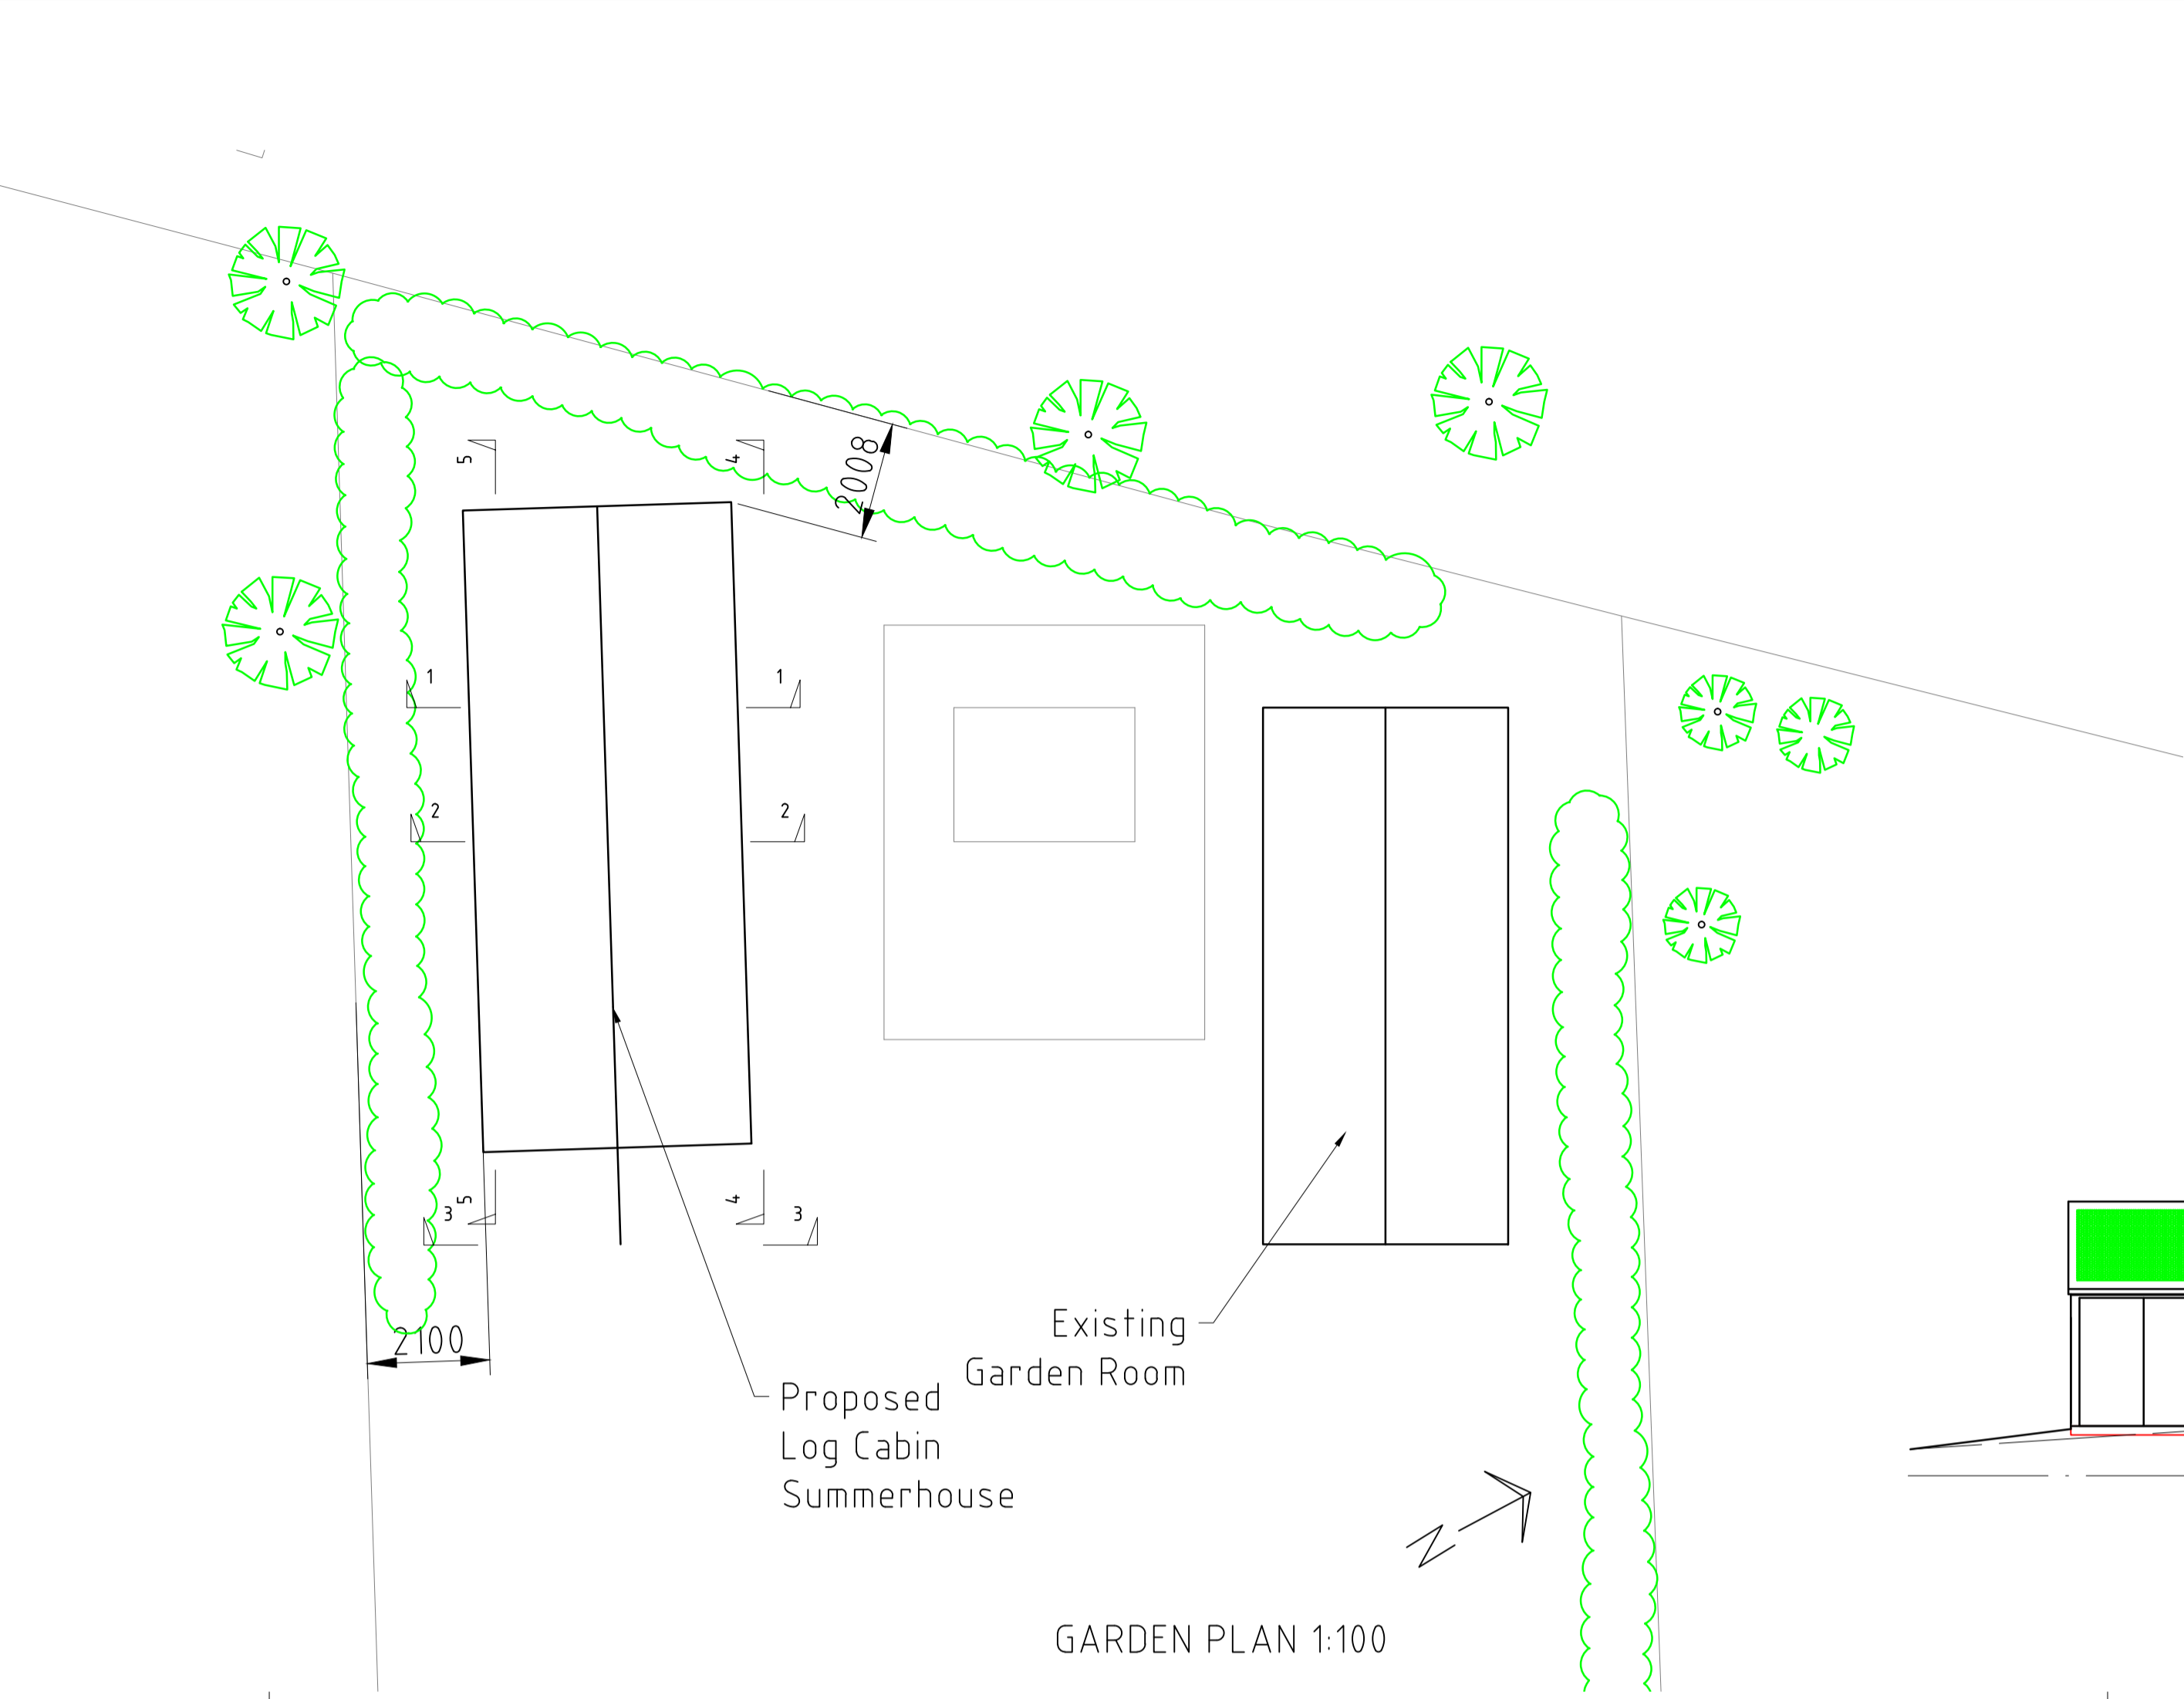 5
4
2008
1
1
2
2
5
4
3
3
2100
Existing
Garden Room
Proposed
Log Cabin
Summerhouse
N
GARDEN PLAN 1:100